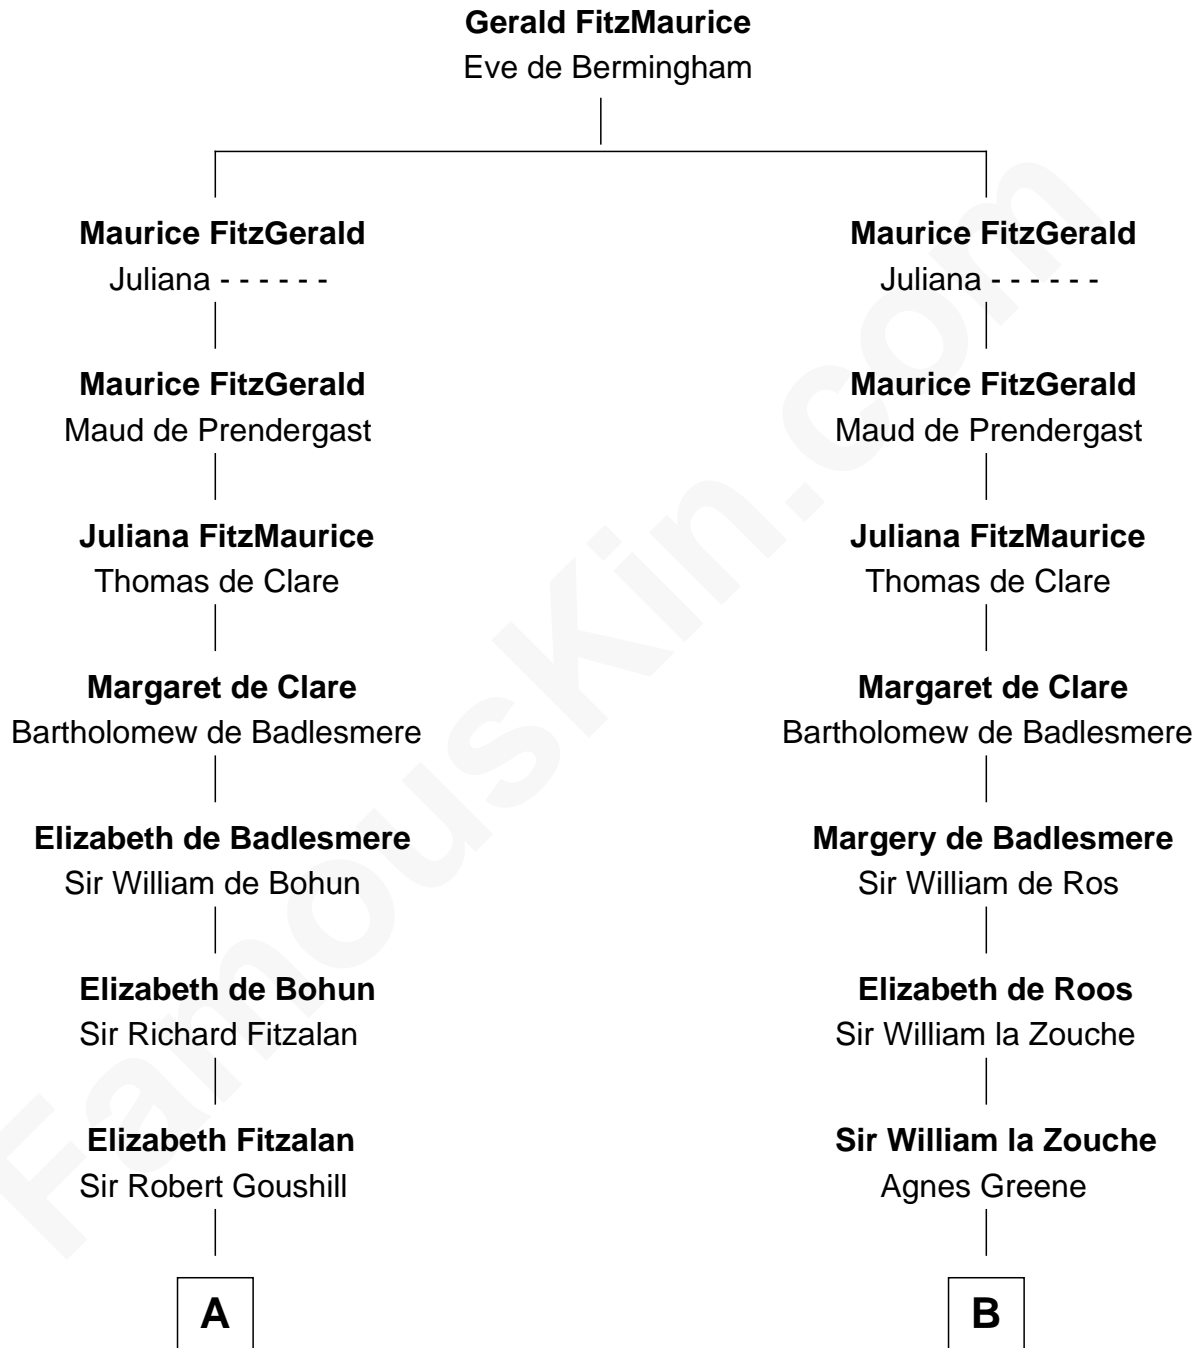 Gerald FitzMaurice
Eve de Bermingham
Maurice FitzGerald
Juliana - - - - - -
Maurice FitzGerald
Maud de Prendergast
Juliana FitzMaurice
Thomas de Clare
Margaret de Clare
Bartholomew de Badlesmere
Elizabeth de Badlesmere
Sir William de Bohun
Elizabeth de Bohun
Sir Richard Fitzalan
Elizabeth Fitzalan
Sir Robert Goushill
A
Maurice FitzGerald
Juliana - - - - - -
Maurice FitzGerald
Maud de Prendergast
Juliana FitzMaurice
Thomas de Clare
Margaret de Clare
Bartholomew de Badlesmere
Margery de Badlesmere
Sir William de Ros
Elizabeth de Roos
Sir William la Zouche
Sir William la Zouche
Agnes Greene
B
FamousKin.com